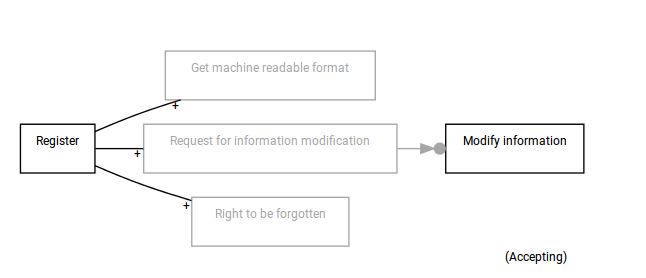 Get machine readable format
+
Register
Request for information modification
Modify information
+
Right to be forgotten
+
(Accepting)